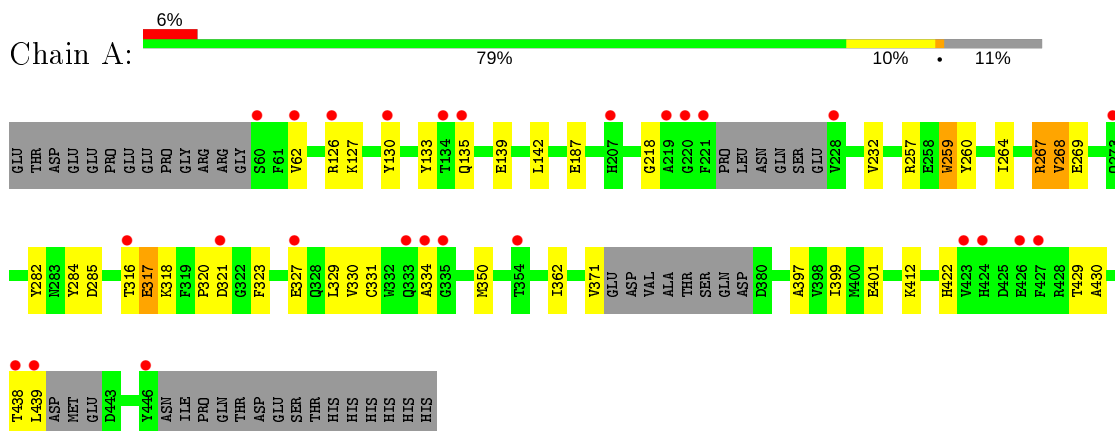 6%
Chain A:
79% 10% • 11%
GLU THR ASP GLU GLU PRO GLU GLU PRO GLY ARG ARG GLY S60 F61 V62 R126 K127 Y130 Y133 T134 Q135 E139 L142 E187 H207 G218 A219 G220 F221 PRO LEU ASN GLN SER GLU V228 V232 R257 E258 W259 Y260 I264 R267 V268 E269
Y282 N283 Y284 D285 T316 E317 K318 F319 P320 D321 G322 F323 E327 Q328 L329 V330 C331 W332 Q333 A334 G335 M350 T354 I362 V371 GLU ASP VAL ALA THR SER GLN ASP D380 A397 V398 I399 M400 E401 K412 H422 V423 H424 D425 E426 F427 R428 T429 A430
T438 L439 ASP MET GLU D443 Y446 ASN ILE PRO GLN THR ASP GLU SER THR HIS HIS HIS HIS HIS HIS